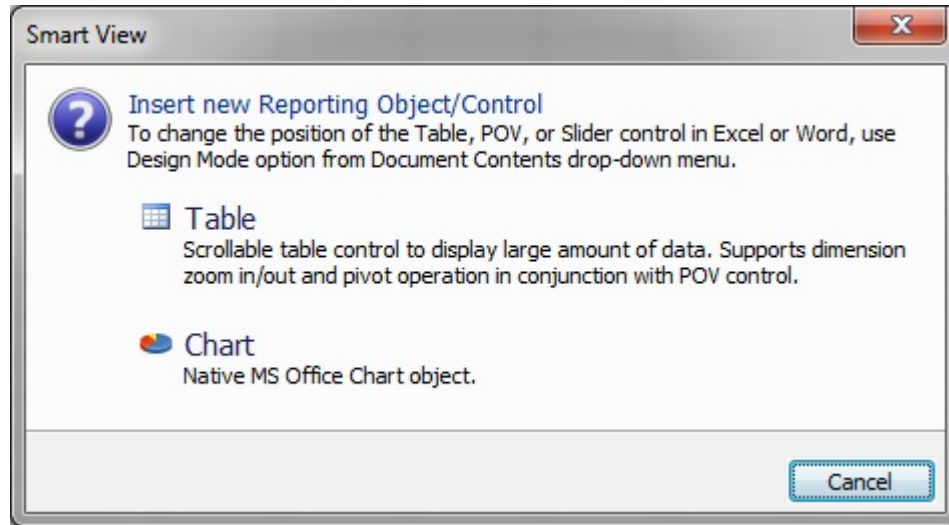 Smart View
Insert new Reporting Object/Control
To change the position of the Table, POV, or Slider control in Excel or Word, use
Design Mode option from Document Contents drop-down menu.
Table
Scrollable table control to display large amount of data. Supports dimension
zoom in/out and pivot operation in conjunction with POV control.
Chart
Native MS Office Chart object.
Cancel